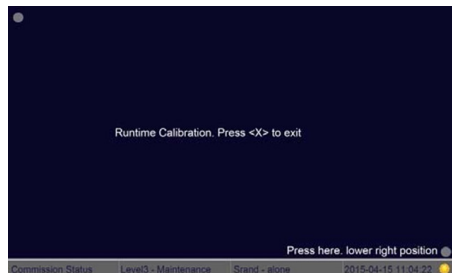 Runtime Calibration. Press <X> to exit
Press here. lower right position
Commission Status Level3 - Maintenance Srand - alone 2015-04-15 11:04:22